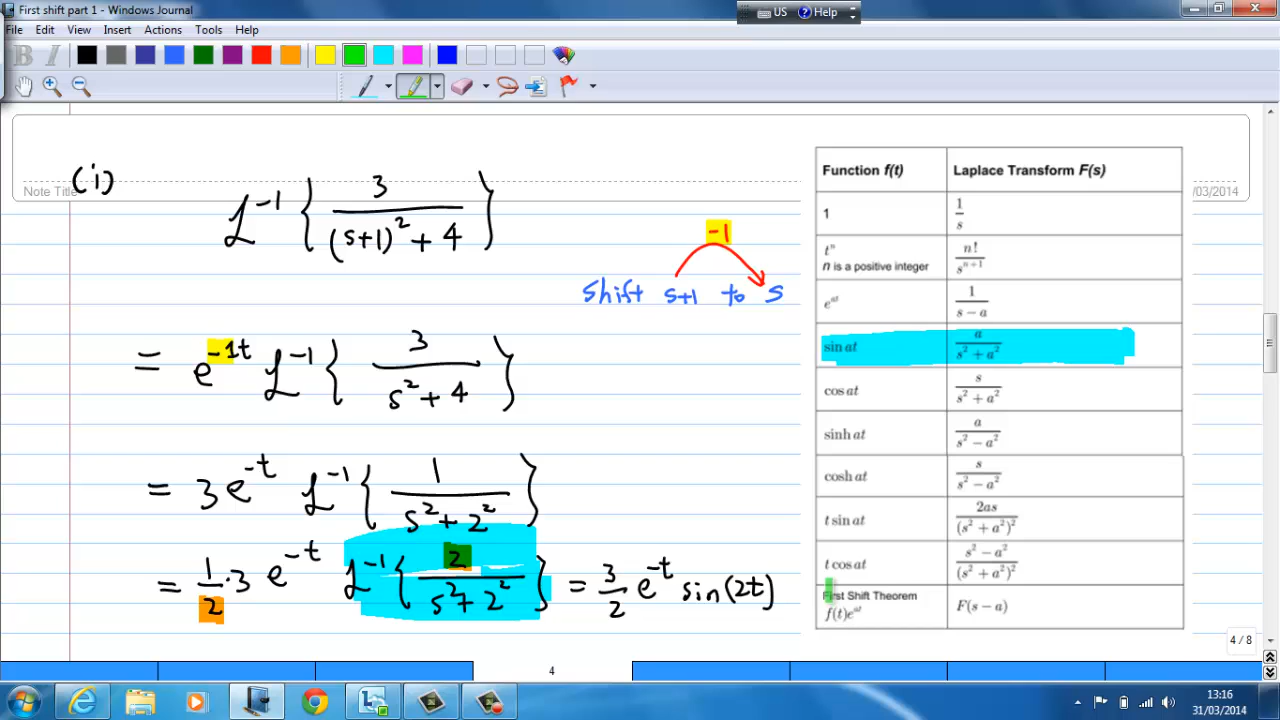 First shift part 1 - Windows Journal
US Help
File Edit View Insert Actions Tools Help
B I
Note Title
31/03/2014
(i)
ℒ⁻¹ { 3 / ((s+1)² + 4) }
-1
Shift s+1 to s
= e^(-1t) ℒ⁻¹ { 3 / (s² + 4) }
= 3e^(-t) ℒ⁻¹ { 1 / (s² + 2²) }
= 1/2 · 3 e^(-t) ℒ⁻¹ { 2 / (s² + 2²) } = 3/2 e^(-t) sin(2t)
Function f(t) Laplace Transform F(s)
1 1/s
tⁿ
n is a positive integer n!/s^(n+1)
e^(at) 1/(s − a)
sin at a/(s² + a²)
cos at s/(s² + a²)
sinh at a/(s² − a²)
cosh at s/(s² − a²)
t sin at 2as/(s² + a²)²
t cos at (s² − a²)/(s² + a²)²
First Shift Theorem
f(t)e^(at) F(s − a)
4 / 8
4
13:16
31/03/2014